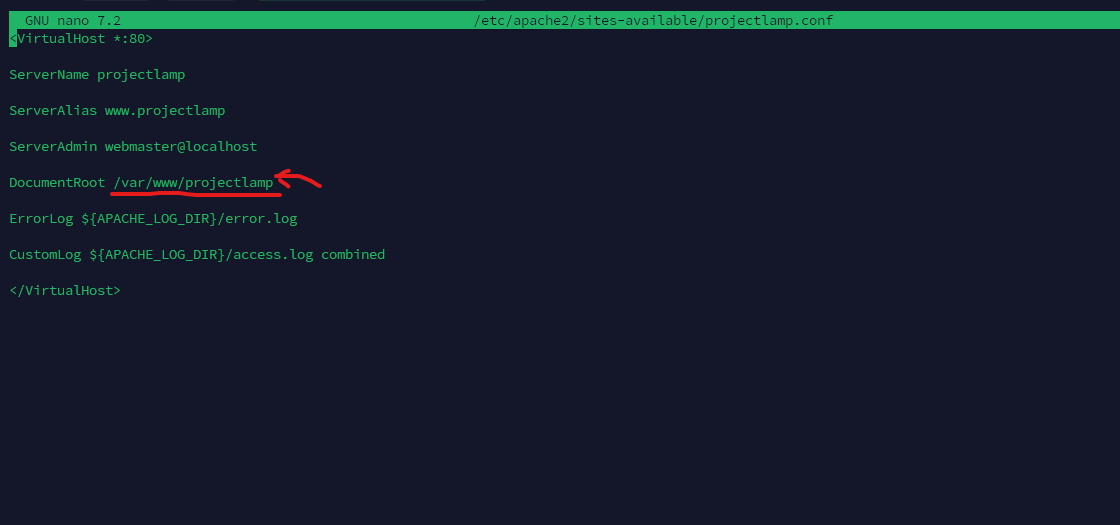 GNU nano 7.2 /etc/apache2/sites-available/projectlamp.conf
<VirtualHost *:80>
ServerName projectlamp
ServerAlias www.projectlamp
ServerAdmin webmaster@localhost
DocumentRoot /var/www/projectlamp
ErrorLog ${APACHE_LOG_DIR}/error.log
CustomLog ${APACHE_LOG_DIR}/access.log combined
</VirtualHost>